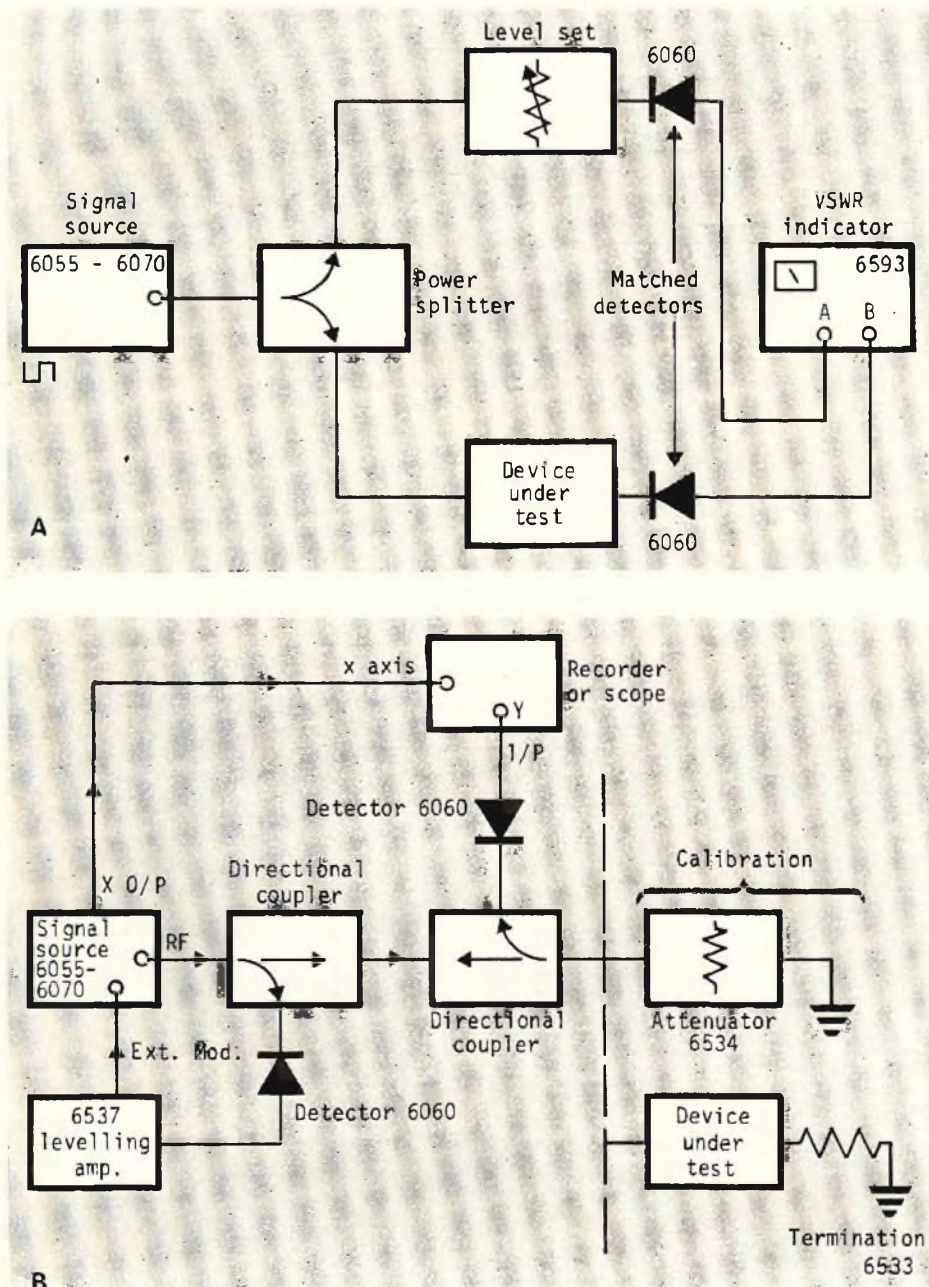 Level set
6060
Signal
source
6055 - 6070
Power
splitter
Matched
detectors
VSWR
indicator
6593
A B
Device
under
test
6060
A
x axis
Recorder
or scope
Y
1/P
Detector 6060
Calibration
Directional
coupler
X O/P
Signal
source
6055-
6070
RF
Directional
coupler
Attenuator
6534
Ext. Mod.
6537
levelling
amp.
Detector 6060
Device
under
test
Termination
6533
B